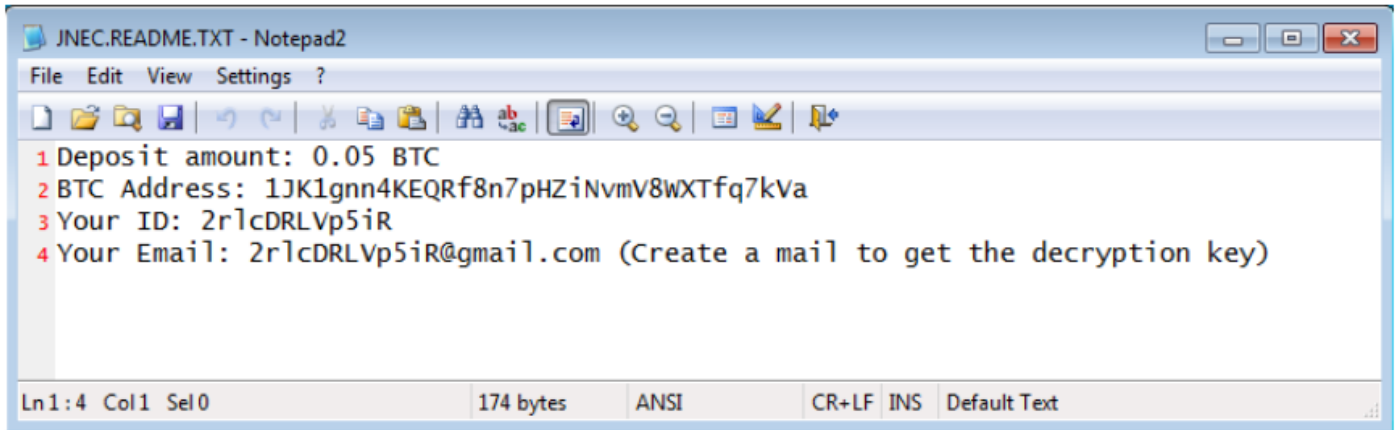 JNEC.README.TXT - Notepad2
File Edit View Settings ?
1 Deposit amount: 0.05 BTC
2 BTC Address: 1JK1gnn4KEQRf8n7pHZiNvmV8WXTfq7kVa
3 Your ID: 2rlcDRLVp5iR
4 Your Email: 2rlcDRLVp5iR@gmail.com (Create a mail to get the decryption key)
Ln 1 : 4 Col 1 Sel 0 174 bytes ANSI CR+LF INS Default Text